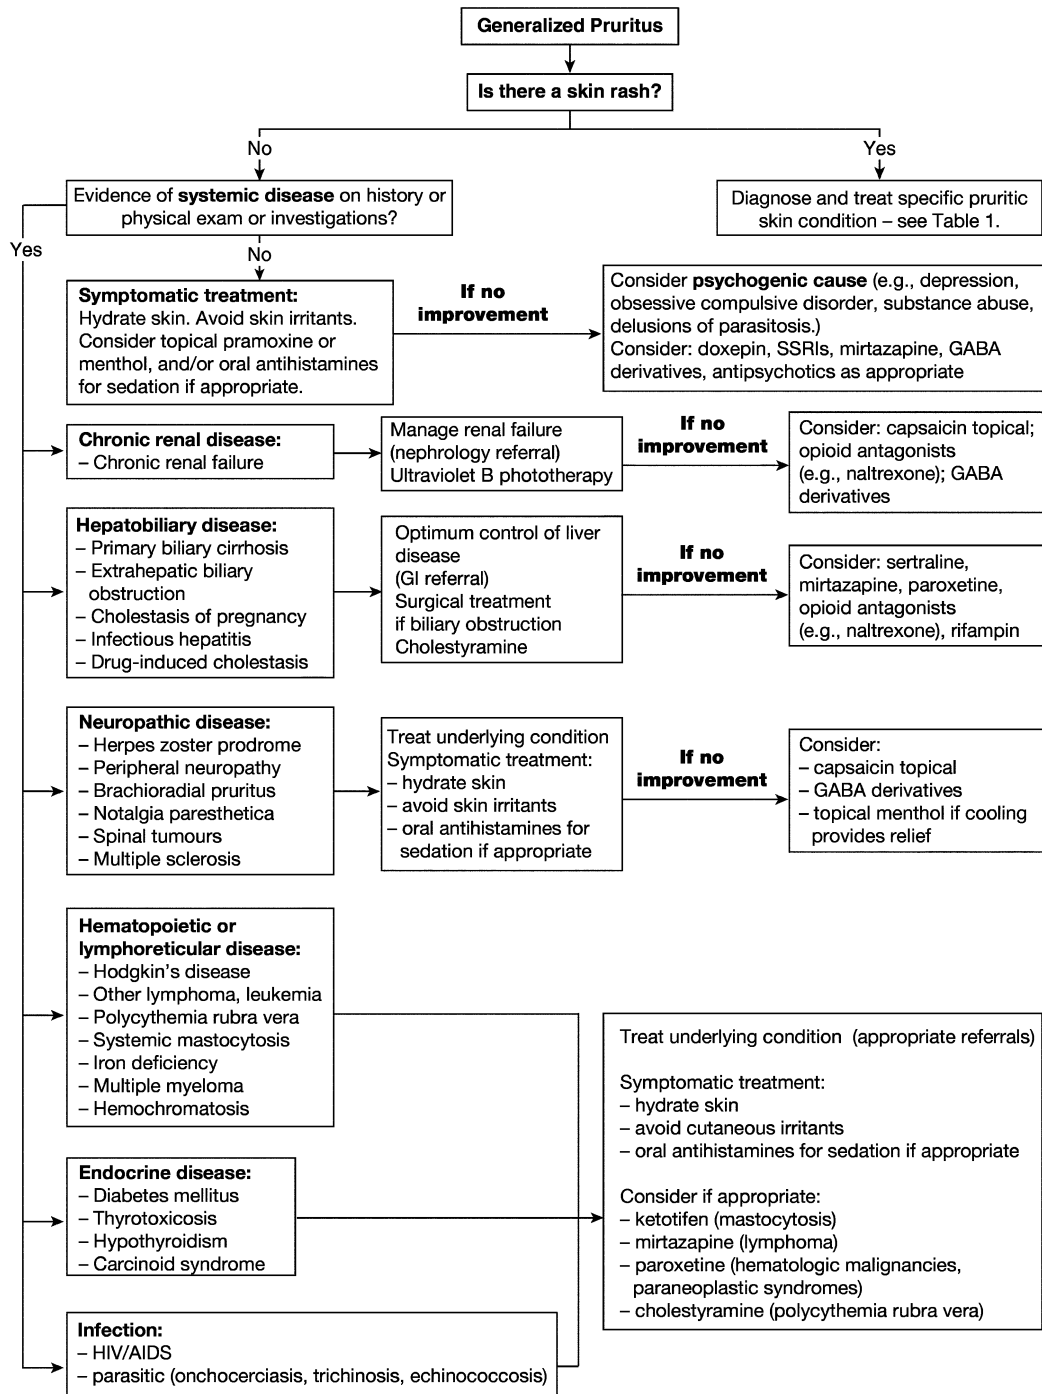 Generalized Pruritus
Is there a skin rash?
No
Yes
Evidence of systemic disease on history or
physical exam or investigations?
Diagnose and treat specific pruritic
skin condition – see Table 1.
Yes
No
Symptomatic treatment:
Hydrate skin. Avoid skin irritants.
Consider topical pramoxine or
menthol, and/or oral antihistamines
for sedation if appropriate.
If no
improvement
Consider psychogenic cause (e.g., depression,
obsessive compulsive disorder, substance abuse,
delusions of parasitosis.)
Consider: doxepin, SSRIs, mirtazapine, GABA
derivatives, antipsychotics as appropriate
Chronic renal disease:
– Chronic renal failure
Manage renal failure
(nephrology referral)
Ultraviolet B phototherapy
If no
improvement
Consider: capsaicin topical;
opioid antagonists
(e.g., naltrexone); GABA
derivatives
Hepatobiliary disease:
– Primary biliary cirrhosis
– Extrahepatic biliary
obstruction
– Cholestasis of pregnancy
– Infectious hepatitis
– Drug-induced cholestasis
Optimum control of liver
disease
(GI referral)
Surgical treatment
if biliary obstruction
Cholestyramine
If no
improvement
Consider: sertraline,
mirtazapine, paroxetine,
opioid antagonists
(e.g., naltrexone), rifampin
Neuropathic disease:
– Herpes zoster prodrome
– Peripheral neuropathy
– Brachioradial pruritus
– Notalgia paresthetica
– Spinal tumours
– Multiple sclerosis
Treat underlying condition
Symptomatic treatment:
– hydrate skin
– avoid skin irritants
– oral antihistamines for
sedation if appropriate
If no
improvement
Consider:
– capsaicin topical
– GABA derivatives
– topical menthol if cooling
provides relief
Hematopoietic or
lymphoreticular disease:
– Hodgkin's disease
– Other lymphoma, leukemia
– Polycythemia rubra vera
– Systemic mastocytosis
– Iron deficiency
– Multiple myeloma
– Hemochromatosis
Endocrine disease:
– Diabetes mellitus
– Thyrotoxicosis
– Hypothyroidism
– Carcinoid syndrome
Infection:
– HIV/AIDS
– parasitic (onchocerciasis, trichinosis, echinococcosis)
Treat underlying condition (appropriate referrals)
Symptomatic treatment:
– hydrate skin
– avoid cutaneous irritants
– oral antihistamines for sedation if appropriate
Consider if appropriate:
– ketotifen (mastocytosis)
– mirtazapine (lymphoma)
– paroxetine (hematologic malignancies,
paraneoplastic syndromes)
– cholestyramine (polycythemia rubra vera)